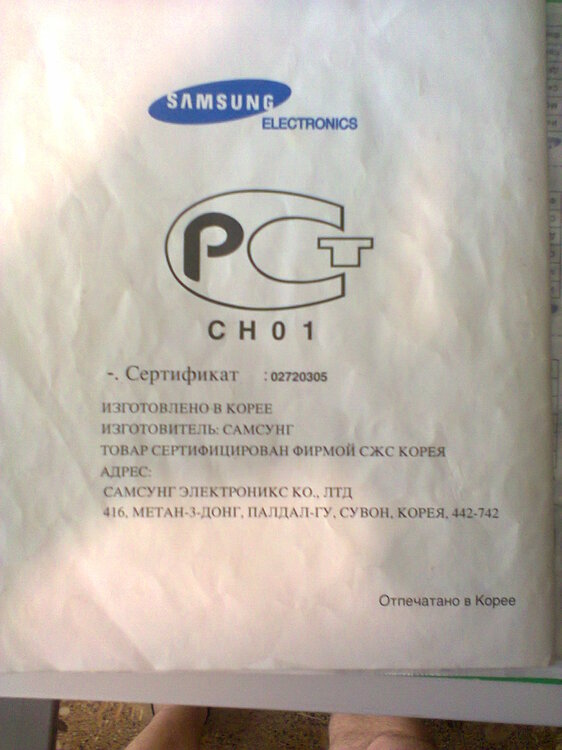 SAMSUNG
ELECTRONICS
РСТ
CH01
-. Сертификат : 02720305
ИЗГОТОВЛЕНО В КОРЕЕ
ИЗГОТОВИТЕЛЬ: САМСУНГ
ТОВАР СЕРТИФИЦИРОВАН ФИРМОЙ СЖС КОРЕЯ
АДРЕС:
САМСУНГ ЭЛЕКТРОНИКС КО., ЛТД
416, МЕТАН-3-ДОНГ, ПАЛДАЛ-ГУ, СУВОН, КОРЕЯ, 442-742
Отпечатано в Корее